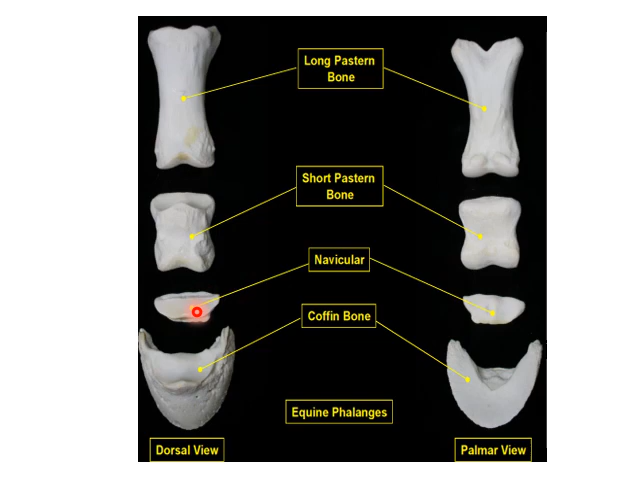 Long Pastern
Bone
Short Pastern
Bone
Navicular
Coffin Bone
Equine Phalanges
Dorsal View
Palmar View